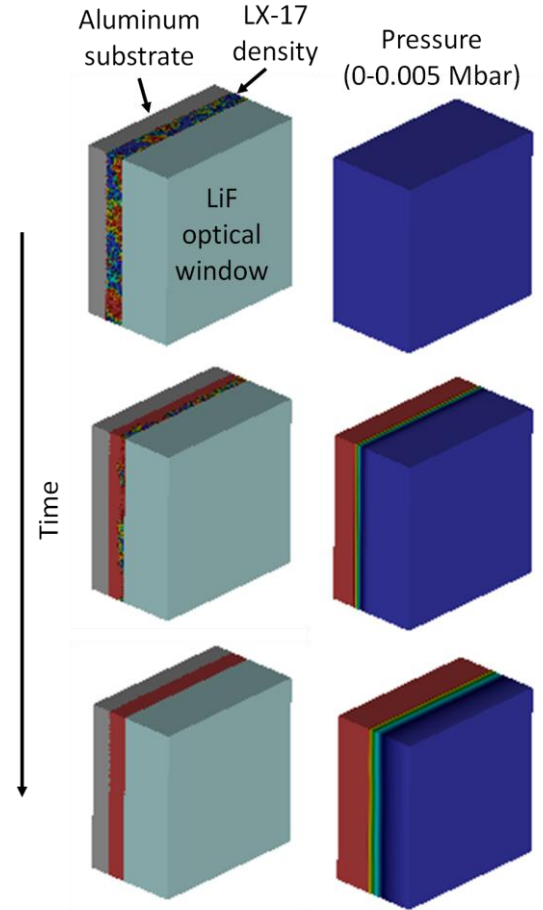 Aluminum
substrate
LX-17
density
Pressure
(0-0.005 Mbar)
LiF
optical
window
Time